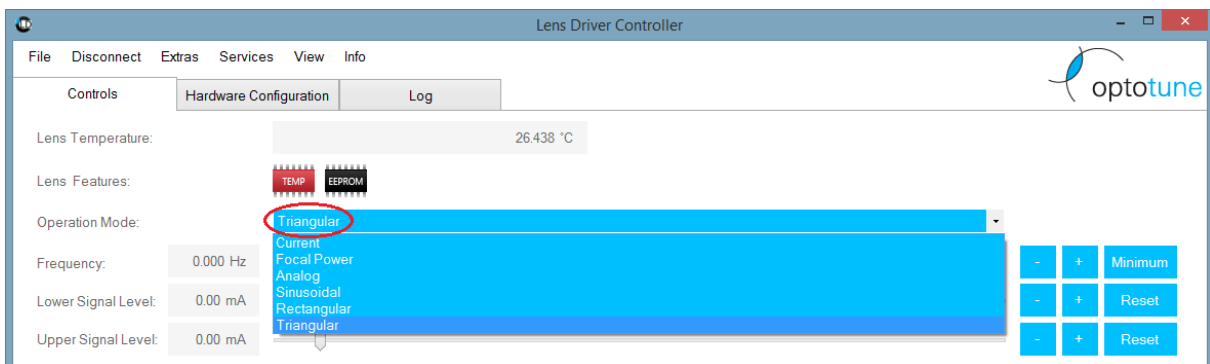 Lens Driver Controller
File Disconnect Extras Services View Info
optotune
Controls Hardware Configuration Log
Lens Temperature: 26.438 °C
Lens Features: TEMP EEPROM
Operation Mode: Triangular
Current
Frequency: 0.000 Hz Focal Power - + Minimum
Analog
Sinusoidal
Lower Signal Level: 0.00 mA Rectangular - + Reset
Triangular
Upper Signal Level: 0.00 mA - + Reset